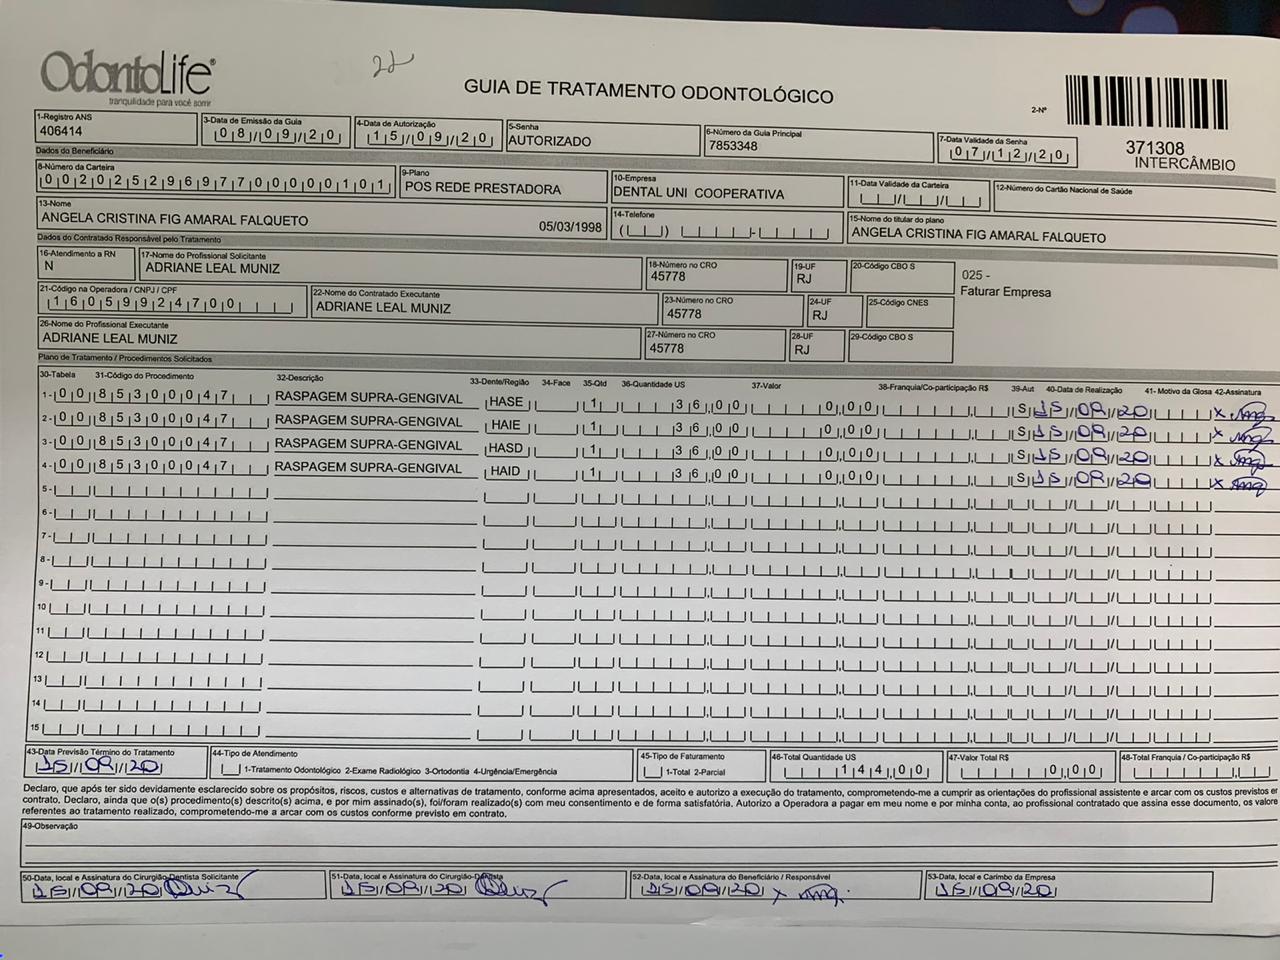 OdontoLife®
tranquilidade para você sorrir
GUIA DE TRATAMENTO ODONTOLÓGICO
2-Nº
371308
INTERCÂMBIO
1-Registro ANS
406414
3-Data de Emissão da Guia
08/09/20
4-Data de Autorização
15/09/20
5-Senha
AUTORIZADO
6-Número da Guia Principal
7853348
7-Data Validade da Senha
07/12/20
Dados do Beneficiário
8-Número da Carteira
00202529697700000101
9-Plano
POS REDE PRESTADORA
10-Empresa
DENTAL UNI COOPERATIVA
11-Data Validade da Carteira
12-Número do Cartão Nacional de Saúde
13-Nome
ANGELA CRISTINA FIG AMARAL FALQUETO 05/03/1998
14-Telefone
15-Nome do titular do plano
ANGELA CRISTINA FIG AMARAL FALQUETO
Dados do Contratado Responsável pelo Tratamento
16-Atendimento a RN
N
17-Nome do Profissional Solicitante
ADRIANE LEAL MUNIZ
18-Número no CRO
45778
19-UF
RJ
20-Código CBO S
025 -
Faturar Empresa
21-Código na Operadora / CNPJ / CPF
16059924700
22-Nome do Contratado Executante
ADRIANE LEAL MUNIZ
23-Número no CRO
45778
24-UF
RJ
25-Código CNES
26-Nome do Profissional Executante
ADRIANE LEAL MUNIZ
27-Número no CRO
45778
28-UF
RJ
29-Código CBO S
Plano de Tratamento / Procedimentos Solicitados
30-Tabela 31-Código do Procedimento 32-Descrição 33-Dente/Região 34-Face 35-Qtd 36-Quantidade US 37-Valor 38-Franquia/Co-participação R$ 39-Aut 40-Data de Realização 41- Motivo da Glosa 42-Assinatura
1- 00 85300047 RASPAGEM SUPRA-GENGIVAL HASE 1 36,00 0,00 S 15/09/20 x
2- 00 85300047 RASPAGEM SUPRA-GENGIVAL HAIE 1 36,00 0,00 S 15/09/20 x
3- 00 85300047 RASPAGEM SUPRA-GENGIVAL HASD 1 36,00 0,00 S 15/09/20 x
4- 00 85300047 RASPAGEM SUPRA-GENGIVAL HAID 1 36,00 0,00 S 15/09/20 x
5-
6-
7-
8-
9-
10
11
12
13
14
15
43-Data Previsão Término do Tratamento
15/09/20
44-Tipo de Atendimento
1-Tratamento Odontológico 2-Exame Radiológico 3-Ortodontia 4-Urgência/Emergência
45-Tipo de Faturamento
1-Total 2-Parcial
46-Total Quantidade US
144,00
47-Valor Total R$
0,00
48-Total Franquia / Co-participação R$
Declaro, que após ter sido devidamente esclarecido sobre os propósitos, riscos, custos e alternativas de tratamento, conforme acima apresentados, aceito e autorizo a execução do tratamento, comprometendo-me a cumprir as orientações do profissional assistente e arcar com os custos previstos em
contrato. Declaro, ainda que o(s) procedimento(s) descrito(s) acima, e por mim assinado(s), foi/foram realizado(s) com meu consentimento e de forma satisfatória. Autorizo a Operadora a pagar em meu nome e por minha conta, ao profissional contratado que assina esse documento, os valores
referentes ao tratamento realizado, comprometendo-me a arcar com os custos conforme previsto em contrato.
49-Observação
50-Data, local e Assinatura do Cirurgião-Dentista Solicitante
15/09/20
51-Data, local e Assinatura do Cirurgião-Dentista
15/09/20
52-Data, local e Assinatura do Beneficiário / Responsável
15/09/20 x
53-Data, local e Carimbo da Empresa
15/09/20